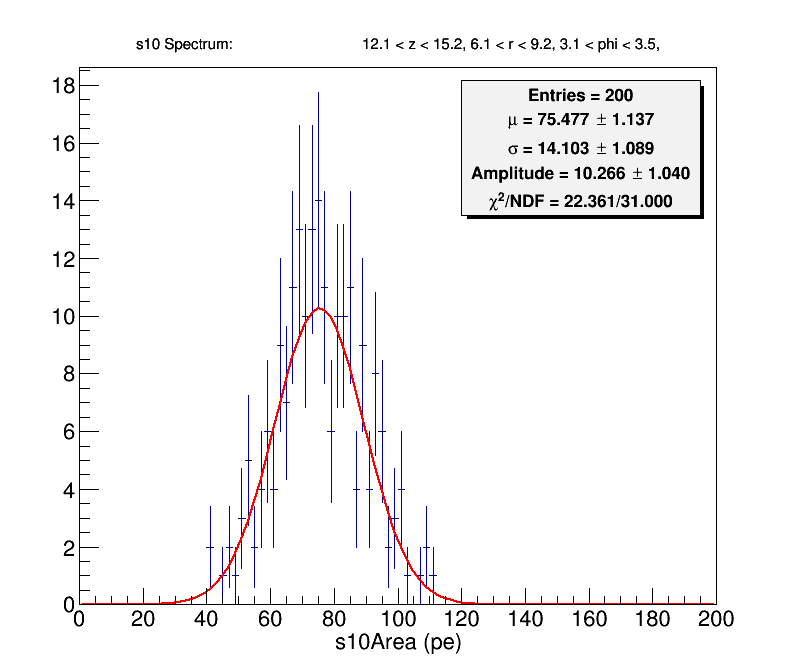 s10 Spectrum: 12.1 < z < 15.2, 6.1 < r < 9.2, 3.1 < phi < 3.5,
Entries = 200
μ = 75.477 ± 1.137
σ = 14.103 ± 1.089
Amplitude = 10.266 ± 1.040
χ²/NDF = 22.361/31.000
18
16
14
12
10
8
6
4
2
0
0 20 40 60 80 100 120 140 160 180 200
s10Area (pe)